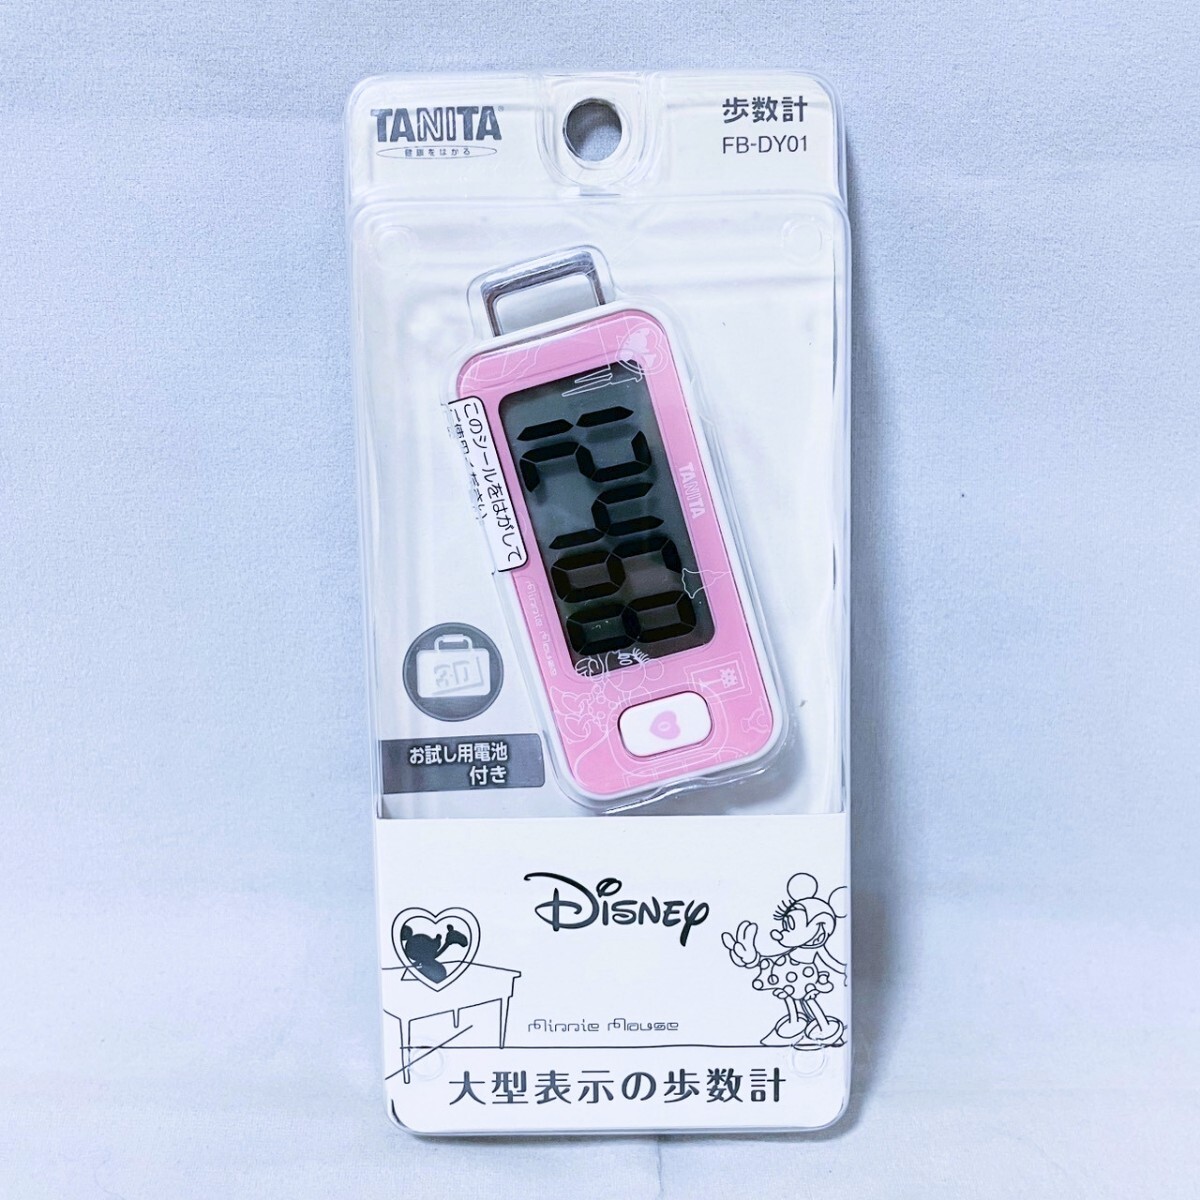 TANITA
健康をはかる
歩数計
FB-DY01
このシールをはがして
ご使用ください
TANITA
Minnie Mouse
お試し用電池
付き
Disney
Minnie Mouse
大型表示の歩数計